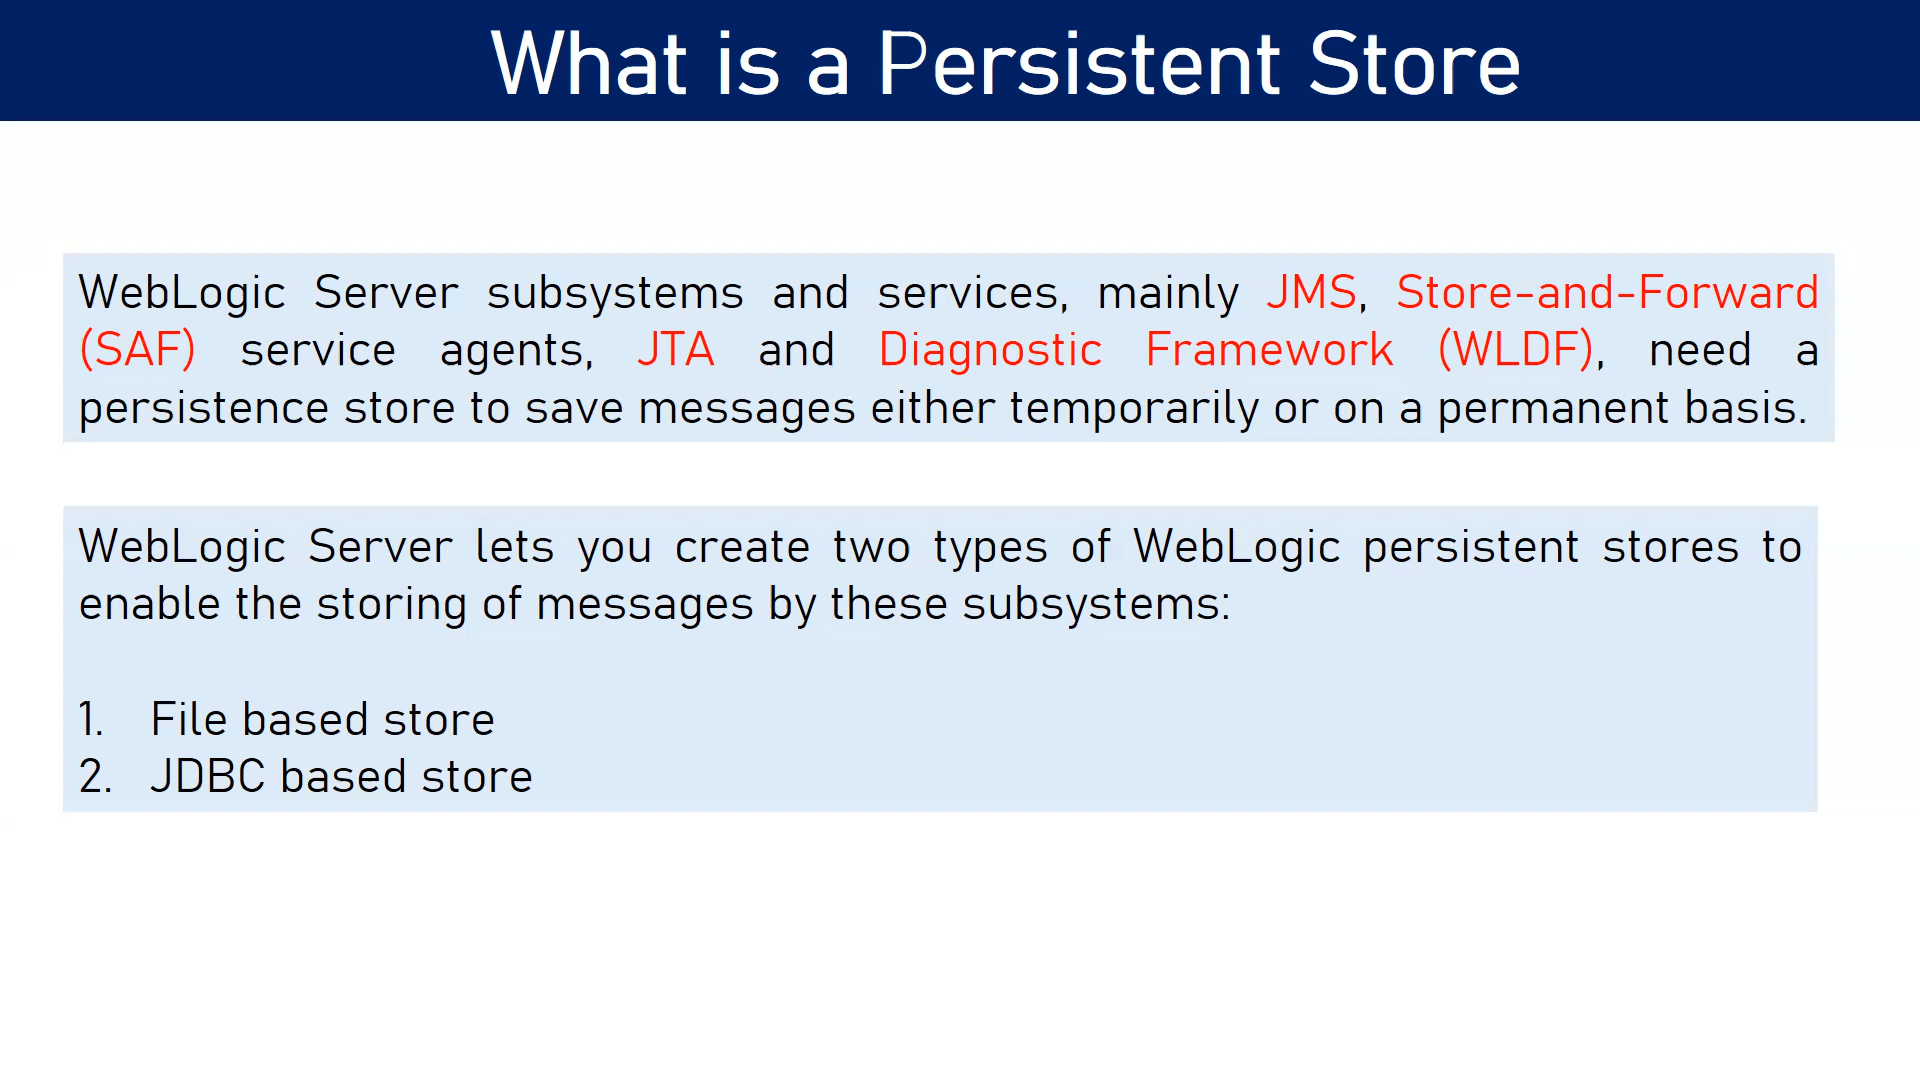 What is a Persistent Store
WebLogic Server subsystems and services, mainly JMS, Store-and-Forward
(SAF) service agents, JTA and Diagnostic Framework (WLDF), need a
persistence store to save messages either temporarily or on a permanent basis.
WebLogic Server lets you create two types of WebLogic persistent stores to
enable the storing of messages by these subsystems:
1. File based store
2. JDBC based store